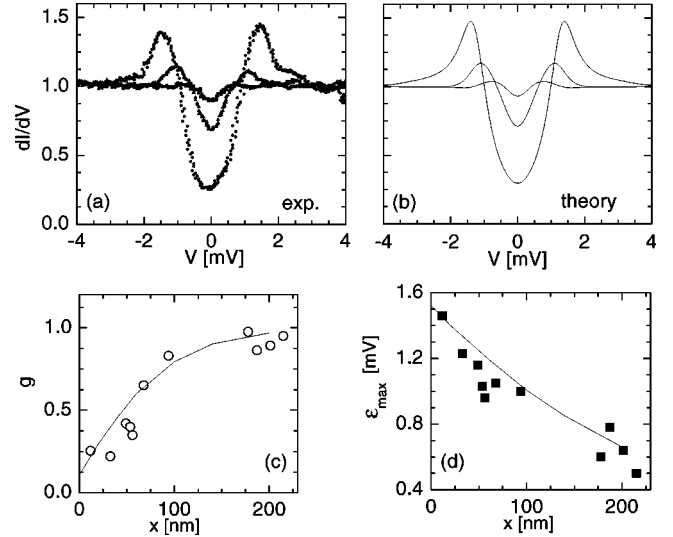 dI/dV
1.5
1.0
0.5
0.0
(a)
exp.
-4
-2
0
2
4
V [mV]
(b)
theory
-4
-2
0
2
4
V [mV]
g
1.0
0.5
0.0
(c)
0
100
200
x [nm]
1.6
1.2
0.8
0.4
ε_max [mV]
(d)
0
100
200
x [nm]